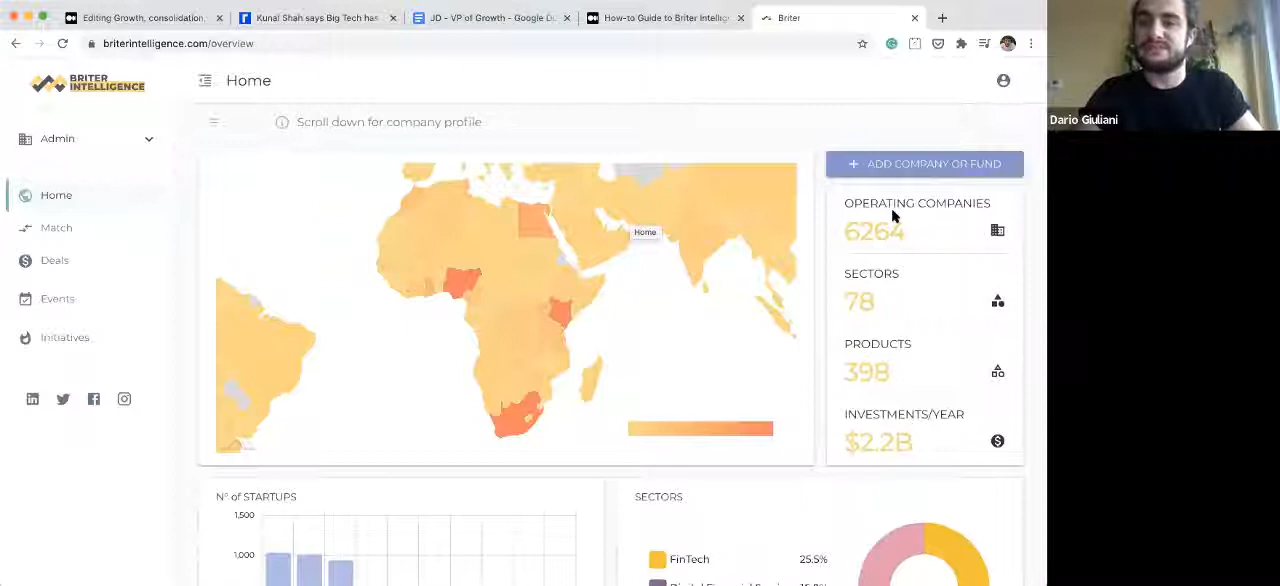 Editing Growth, consolidation,
Kunal Shah says Big Tech has
JD - VP of Growth - Google Do
How-to Guide to Briter Intellig
Briter
briterintelligence.com/overview
BRITER
INTELLIGENCE
Home
Dario Giuliani
Admin
Scroll down for company profile
ADD COMPANY OR FUND
Home
Match
Deals
Events
Initiatives
Home
OPERATING COMPANIES
6264
SECTORS
78
PRODUCTS
398
INVESTMENTS/YEAR
$2.2B
Nº of STARTUPS
1,500
1,000
SECTORS
FinTech
25.5%